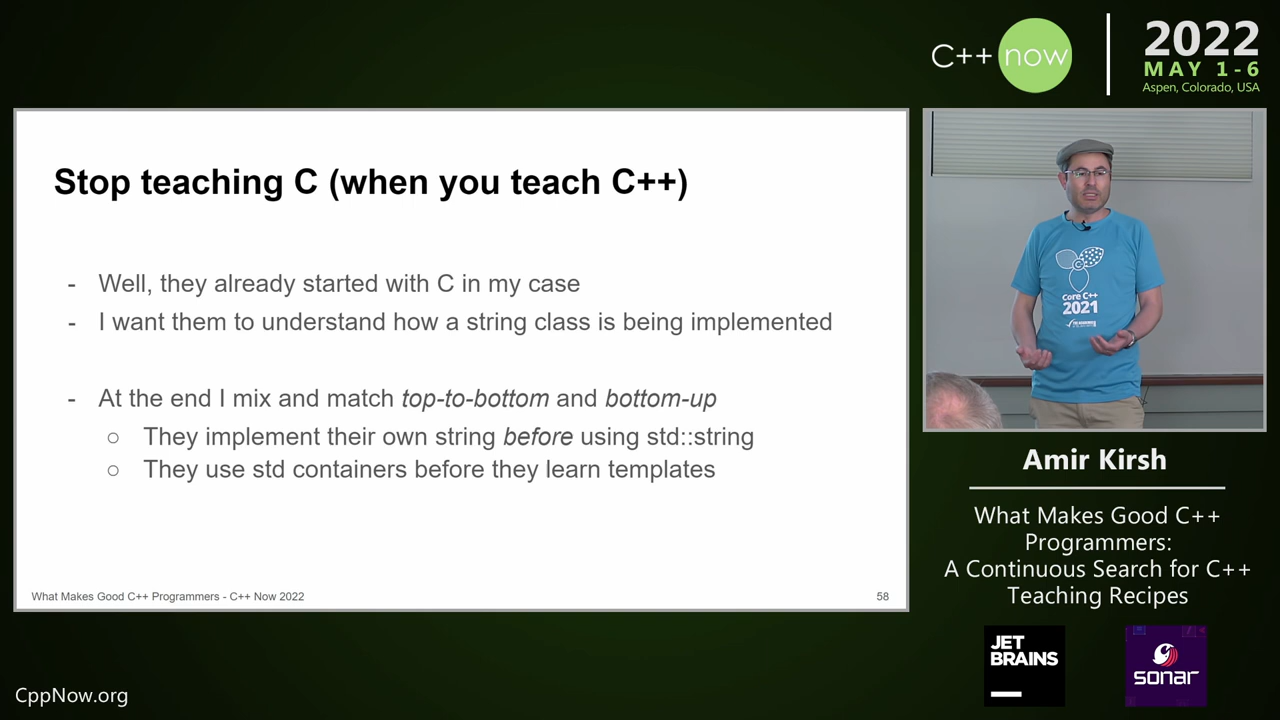 C++ now
2022
MAY 1-6
Aspen, Colorado, USA
Stop teaching C (when you teach C++)
- Well, they already started with C in my case
- I want them to understand how a string class is being implemented
- At the end I mix and match top-to-bottom and bottom-up
○ They implement their own string before using std::string
○ They use std containers before they learn templates
What Makes Good C++ Programmers - C++ Now 2022
58
C
Core C++
2021
Amir Kirsh
What Makes Good C++
Programmers:
A Continuous Search for C++
Teaching Recipes
JET
BRAINS
sonar
CppNow.org